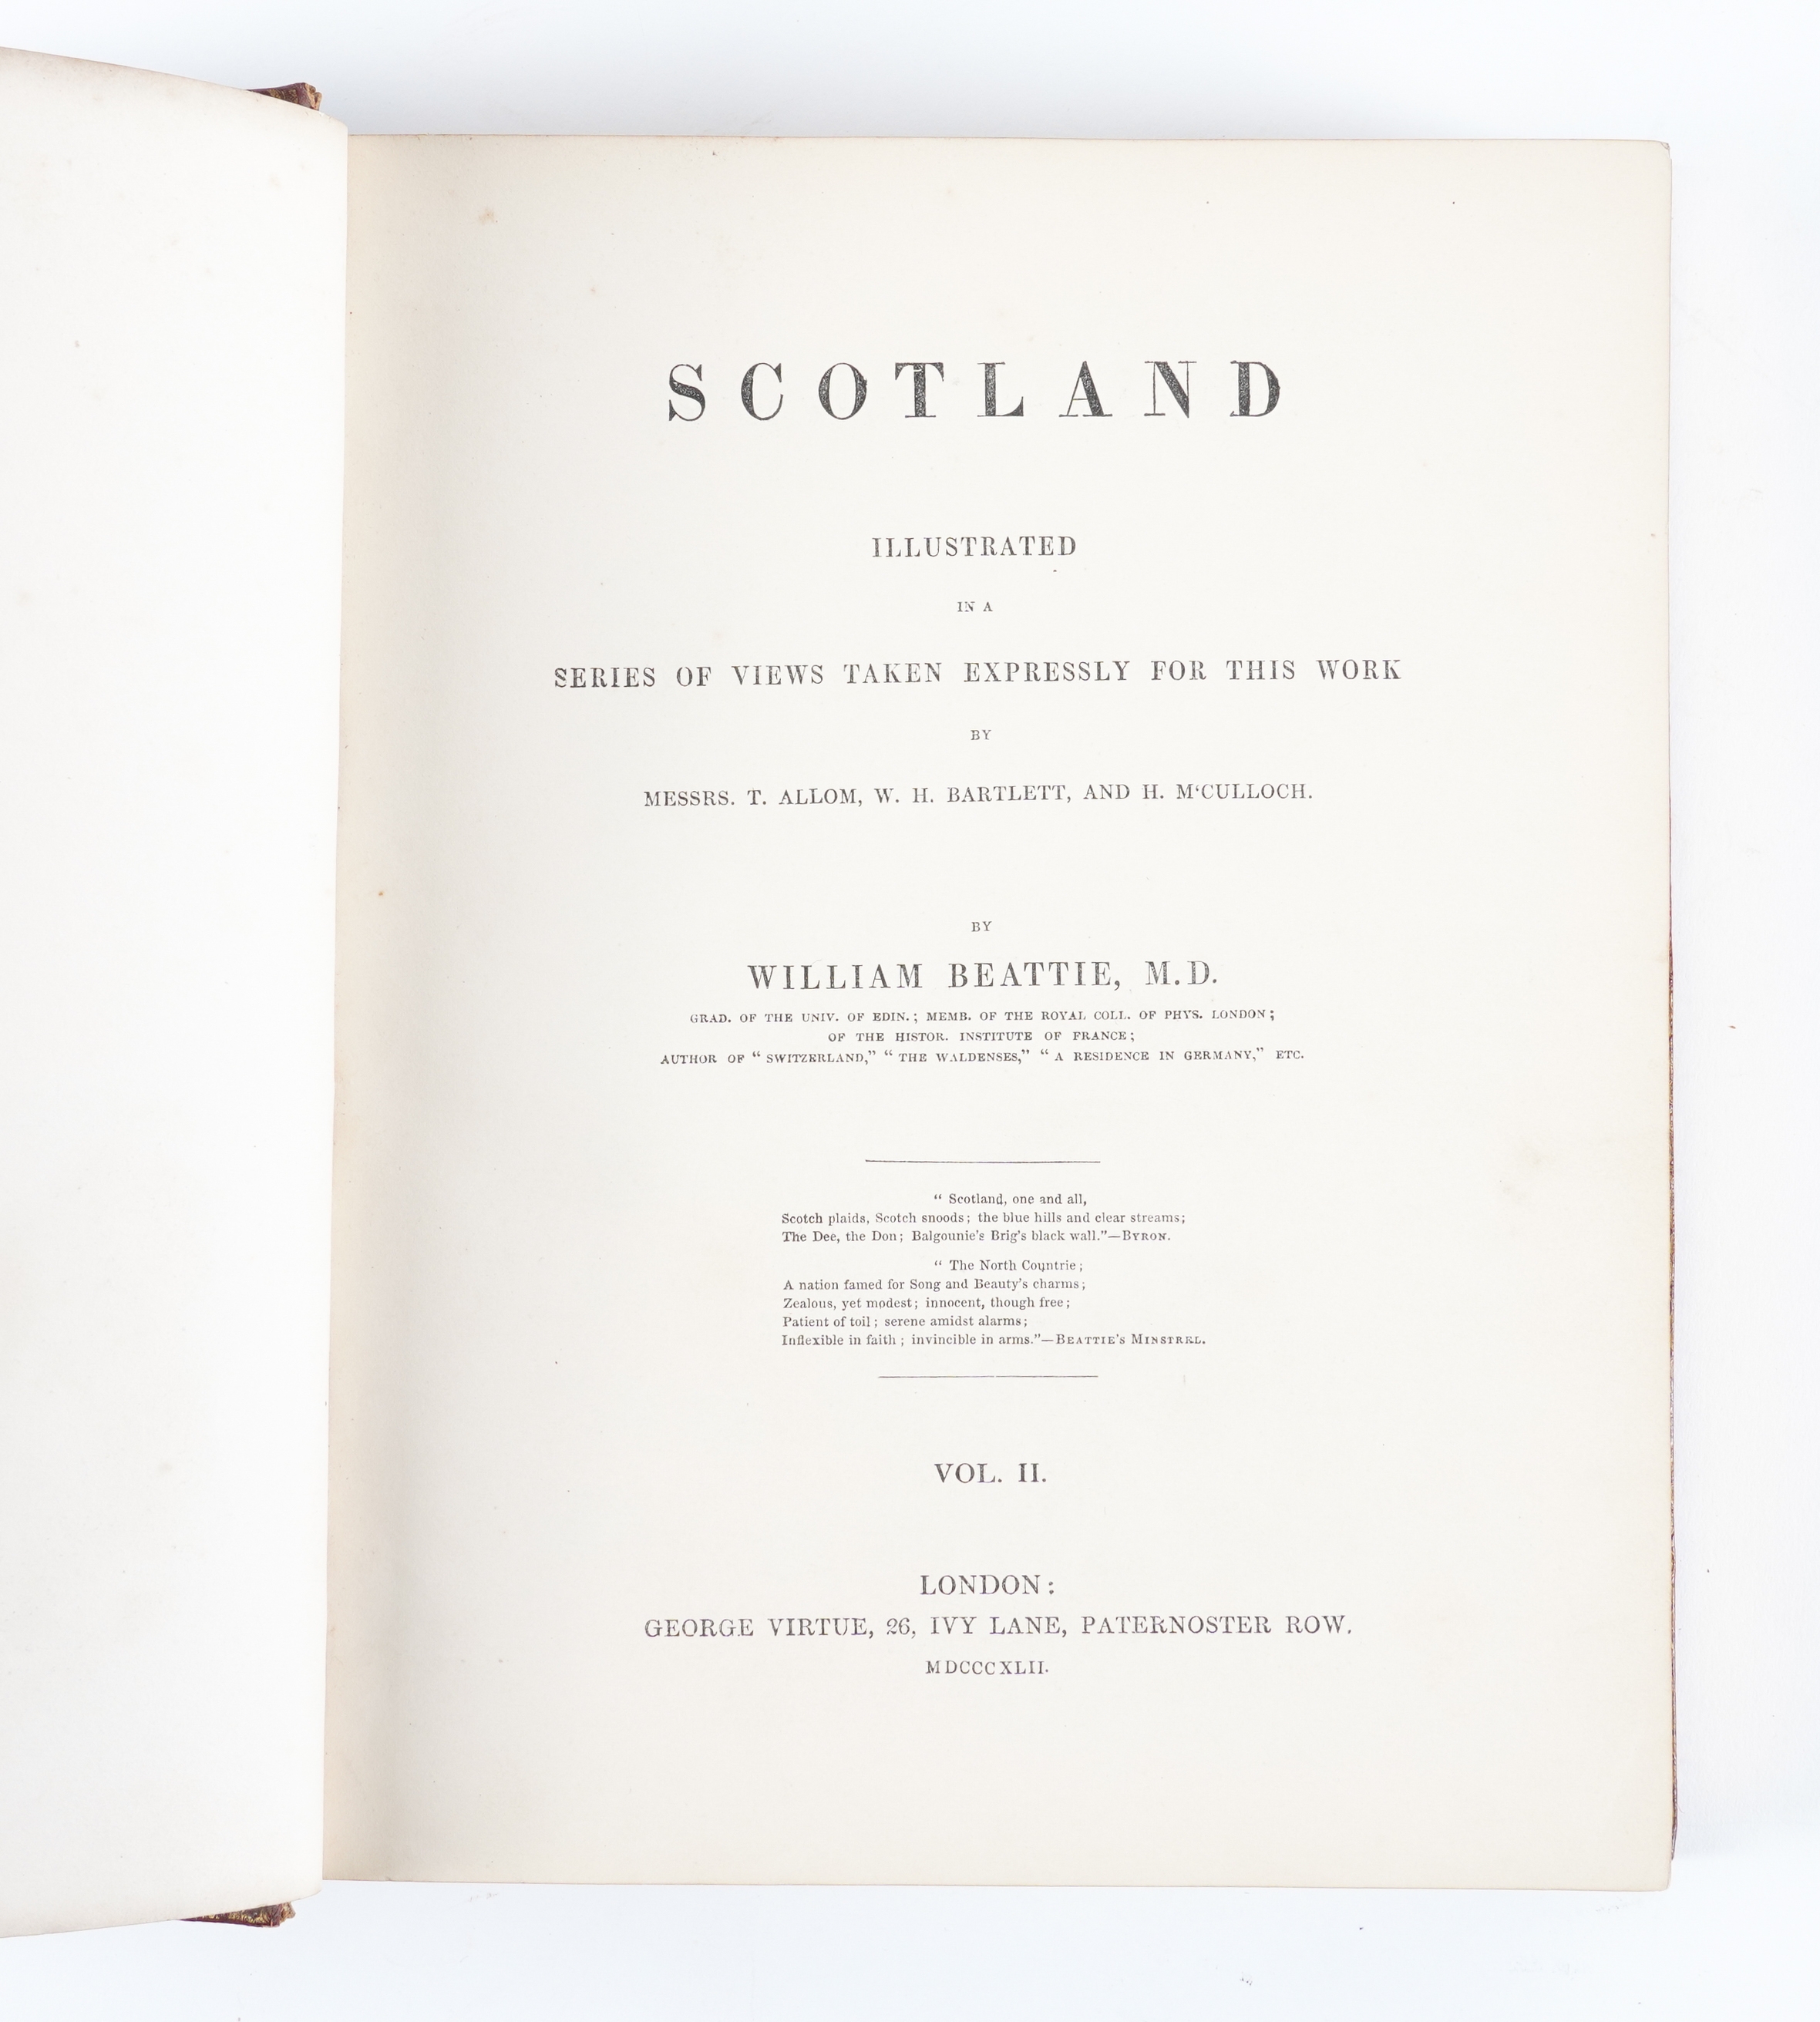 SCOTLAND
ILLUSTRATED
IN A
SERIES OF VIEWS TAKEN EXPRESSLY FOR THIS WORK
BY
MESSRS. T. ALLOM, W. H. BARTLETT, AND H. M‘CULLOCH.
BY
WILLIAM BEATTIE, M.D.
GRAD. OF THE UNIV. OF EDIN.; MEMB. OF THE ROYAL COLL. OF PHYS. LONDON;
OF THE HISTOR. INSTITUTE OF FRANCE;
AUTHOR OF “SWITZERLAND,” “THE WALDENSES,” “A RESIDENCE IN GERMANY,” ETC.
“Scotland, one and all,
Scotch plaids, Scotch snoods; the blue hills and clear streams;
The Dee, the Don; Balgounie’s Brig’s black wall.”—BYRON.
“The North Countrie;
A nation famed for Song and Beauty’s charms;
Zealous, yet modest; innocent, though free;
Patient of toil; serene amidst alarms;
Inflexible in faith; invincible in arms.”—BEATTIE’S MINSTREL.
VOL. II.
LONDON:
GEORGE VIRTUE, 26, IVY LANE, PATERNOSTER ROW.
MDCCCXLII.